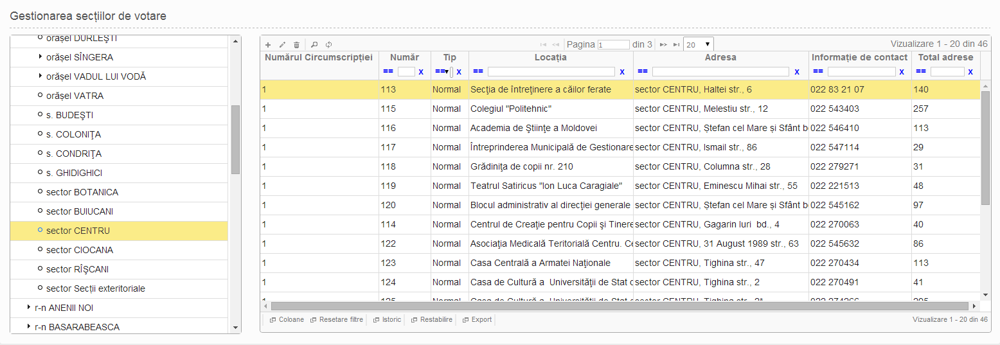 Gestionarea secțiilor de votare
orășel DURLEȘTI
orășel SÎNGERA
orășel VADUL LUI VODĂ
orășel VATRA
s. BUDEȘTI
s. COLONIȚA
s. CONDRIȚA
s. GHIDIGHICI
sector BOTANICA
sector BUIUCANI
sector CENTRU
sector CIOCANA
sector RÎȘCANI
sector Secții exteritoriale
r-n ANENII NOI
r-n BASARABEASCA
Pagina 1 din 3 20 Vizualizare 1 - 20 din 46
Numărul Circumscripției Număr Tip Locația Adresa Informație de contact Total adrese
== x == x == x == x == x == x
1 113 Normal Secţia de întreţinere a căilor ferate sector CENTRU, Haltei str., 6 022 83 21 07 140
1 115 Normal Colegiul "Politehnic" sector CENTRU, Melestiu str., 12 022 543403 257
1 116 Normal Academia de Ştiinţe a Moldovei sector CENTRU, Ștefan cel Mare și Sfânt b 022 546410 113
1 117 Normal Întreprinderea Municipală de Gestionare sector CENTRU, Ismail str., 86 022 547114 29
1 118 Normal Grădiniţa de copii nr. 210 sector CENTRU, Columna str., 28 022 279271 31
1 119 Normal Teatrul Satiricus "Ion Luca Caragiale" sector CENTRU, Eminescu Mihai str., 55 022 221513 48
1 120 Normal Blocul administrativ al direcţiei generale sector CENTRU, Ștefan cel Mare și Sfânt b 022 545162 97
1 114 Normal Centrul de Creaţie pentru Copii şi Tinere sector CENTRU, Gagarin Iuri bd., 4 022 270063 40
1 122 Normal Asociaţia Medicală Teritorială Centru. Ce sector CENTRU, 31 August 1989 str., 63 022 545632 86
1 123 Normal Casa Centrală a Armatei Naţionale sector CENTRU, Tighina str., 47 022 270434 113
1 124 Normal Casa de Cultură a Universităţii de Stat d sector CENTRU, Tighina str., 2 022 270491 41
1 125 Normal Casa de Cultură a Universităţii de Stat sector CENTRU, Tighina str., 2* 022 274266 205
Coloane Resetare filtre Istoric Restabilire Export Vizualizare 1 - 20 din 46